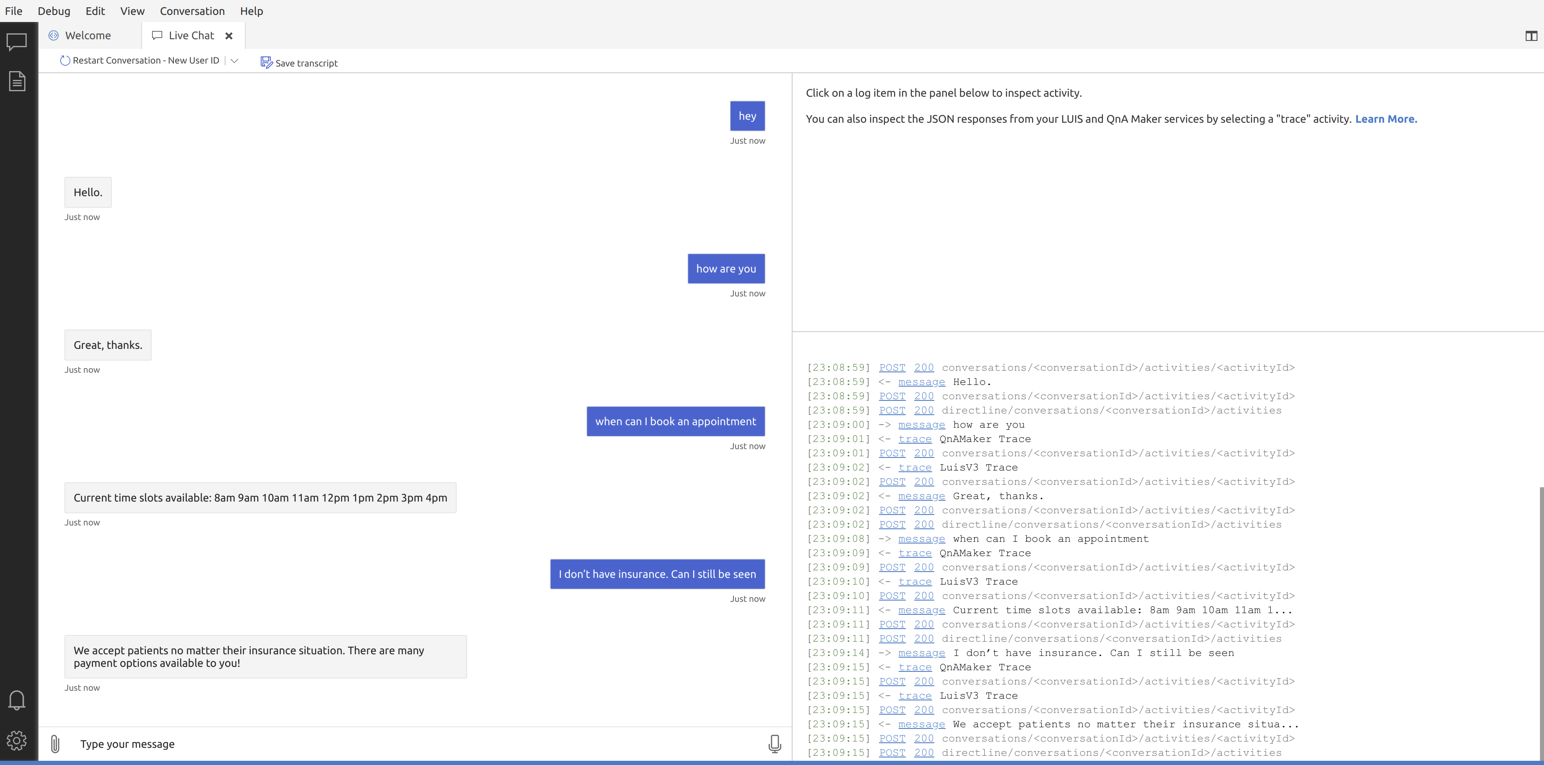 File Debug Edit View Conversation Help
Welcome Live Chat
Restart Conversation - New User ID Save transcript
hey
Just now
Hello.
Just now
how are you
Just now
Great, thanks.
Just now
when can I book an appointment
Just now
Current time slots available: 8am 9am 10am 11am 12pm 1pm 2pm 3pm 4pm
Just now
I don't have insurance. Can I still be seen
Just now
We accept patients no matter their insurance situation. There are many
payment options available to you!
Just now
Type your message
Click on a log item in the panel below to inspect activity.
You can also inspect the JSON responses from your LUIS and QnA Maker services by selecting a "trace" activity. Learn More.
[23:08:59] POST 200 conversations/<conversationId>/activities/<activityId>
[23:08:59] <- message Hello.
[23:08:59] POST 200 conversations/<conversationId>/activities/<activityId>
[23:08:59] POST 200 directline/conversations/<conversationId>/activities
[23:09:00] -> message how are you
[23:09:01] <- trace QnAMaker Trace
[23:09:01] POST 200 conversations/<conversationId>/activities/<activityId>
[23:09:02] <- trace LuisV3 Trace
[23:09:02] POST 200 conversations/<conversationId>/activities/<activityId>
[23:09:02] <- message Great, thanks.
[23:09:02] POST 200 conversations/<conversationId>/activities/<activityId>
[23:09:02] POST 200 directline/conversations/<conversationId>/activities
[23:09:08] -> message when can I book an appointment
[23:09:09] <- trace QnAMaker Trace
[23:09:09] POST 200 conversations/<conversationId>/activities/<activityId>
[23:09:10] <- trace LuisV3 Trace
[23:09:10] POST 200 conversations/<conversationId>/activities/<activityId>
[23:09:11] <- message Current time slots available: 8am 9am 10am 11am 1...
[23:09:11] POST 200 conversations/<conversationId>/activities/<activityId>
[23:09:11] POST 200 directline/conversations/<conversationId>/activities
[23:09:14] -> message I don't have insurance. Can I still be seen
[23:09:15] <- trace QnAMaker Trace
[23:09:15] POST 200 conversations/<conversationId>/activities/<activityId>
[23:09:15] <- trace LuisV3 Trace
[23:09:15] POST 200 conversations/<conversationId>/activities/<activityId>
[23:09:15] <- message We accept patients no matter their insurance situa...
[23:09:15] POST 200 conversations/<conversationId>/activities/<activityId>
[23:09:15] POST 200 directline/conversations/<conversationId>/activities